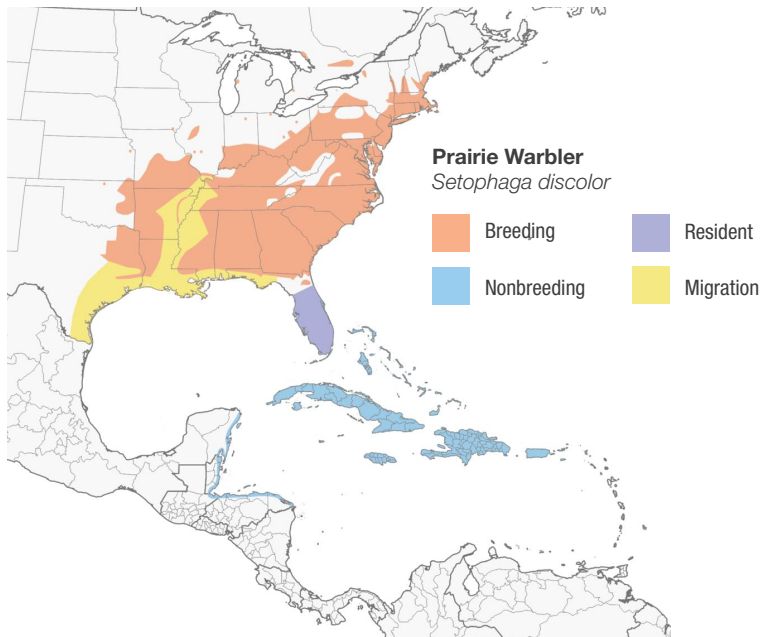 Prairie Warbler
Setophaga discolor
Breeding
Resident
Nonbreeding
Migration